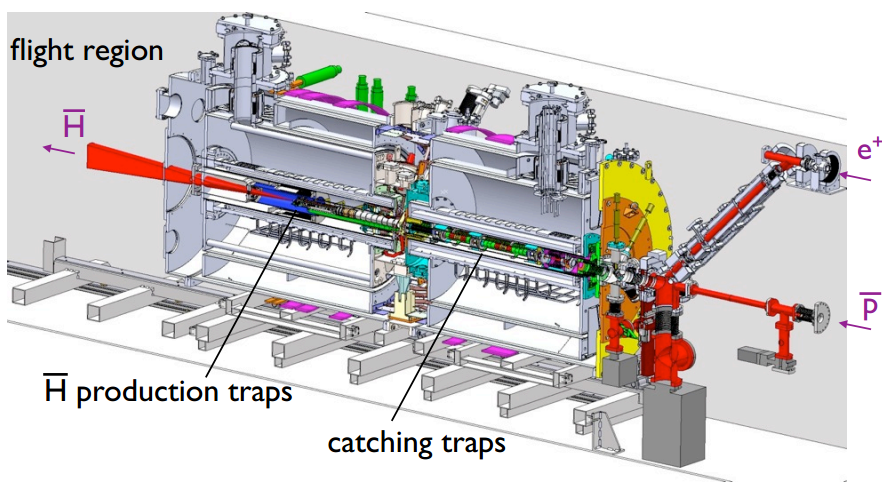 flight region
H̅
e⁺
p̅
H̅ production traps
catching traps